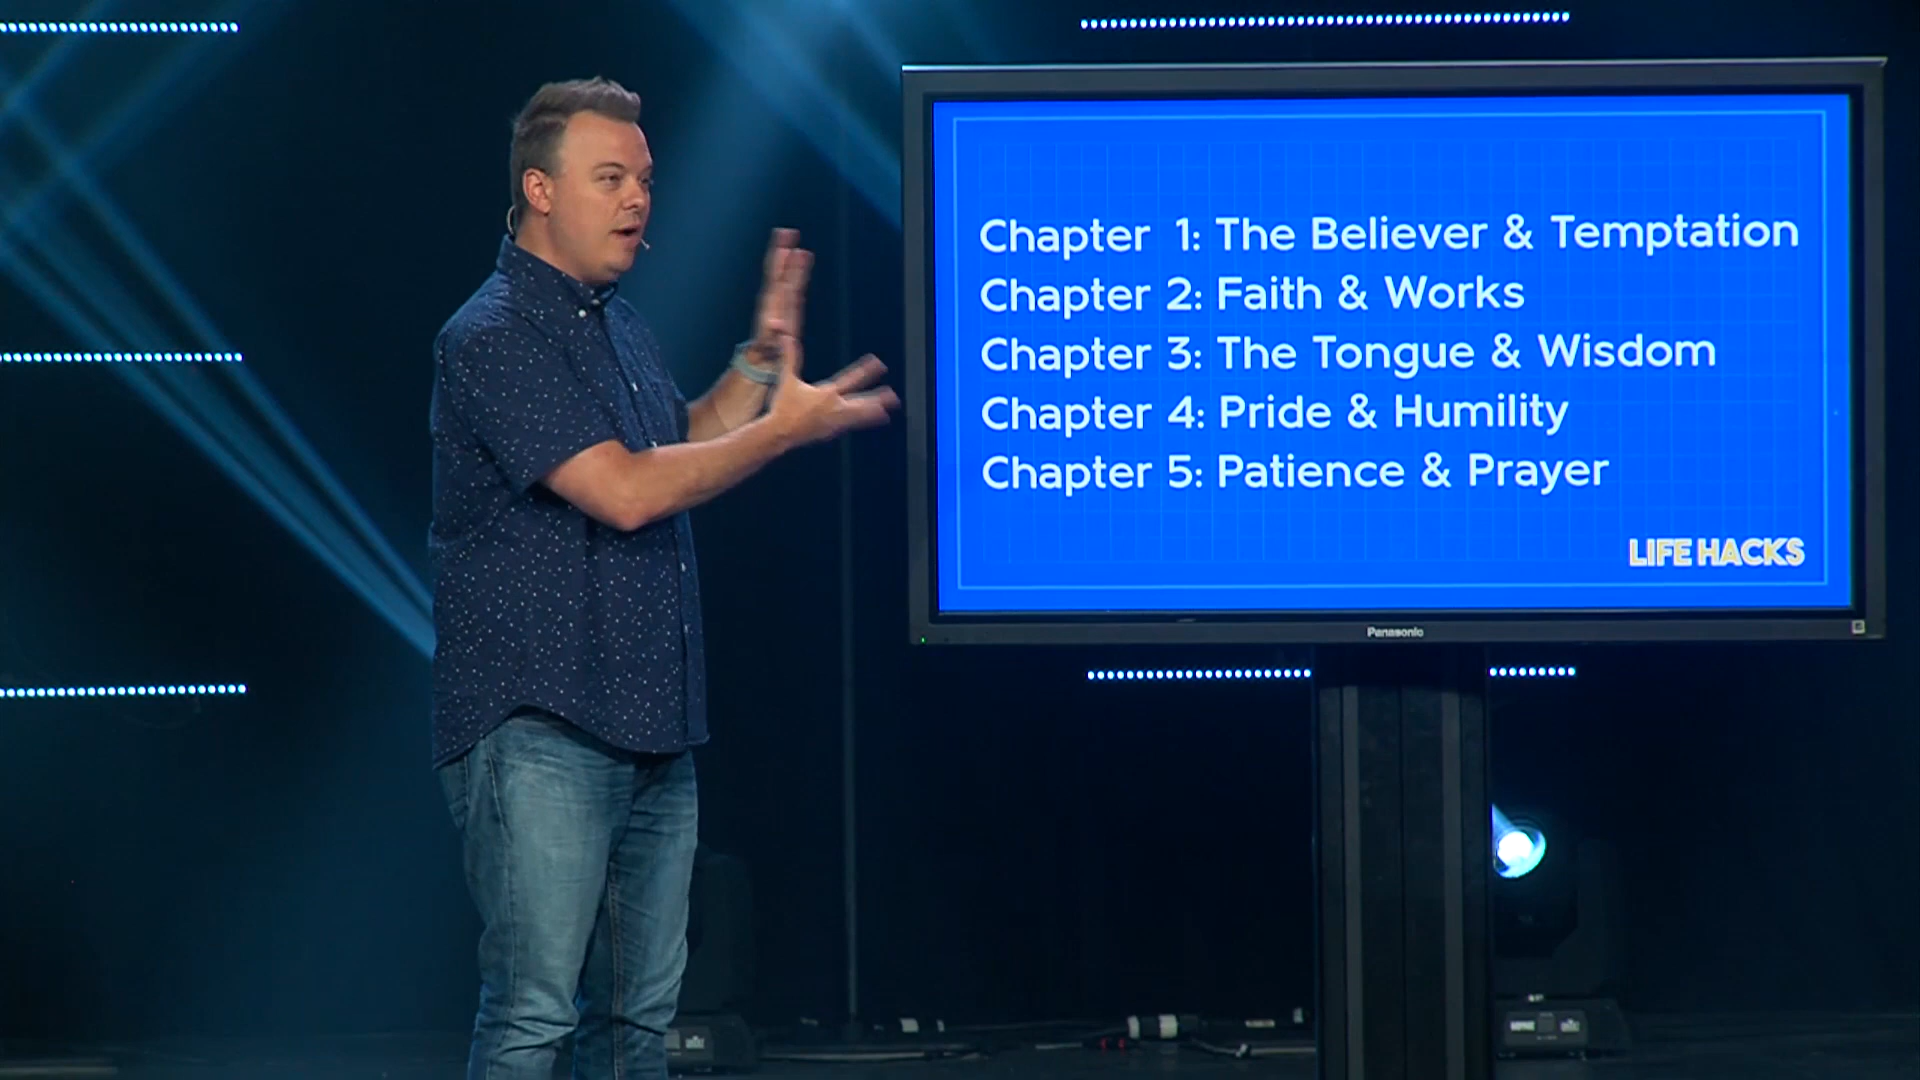 Chapter 1: The Believer & Temptation
Chapter 2: Faith & Works
Chapter 3: The Tongue & Wisdom
Chapter 4: Pride & Humility
Chapter 5: Patience & Prayer
LIFE HACKS
Panasonic